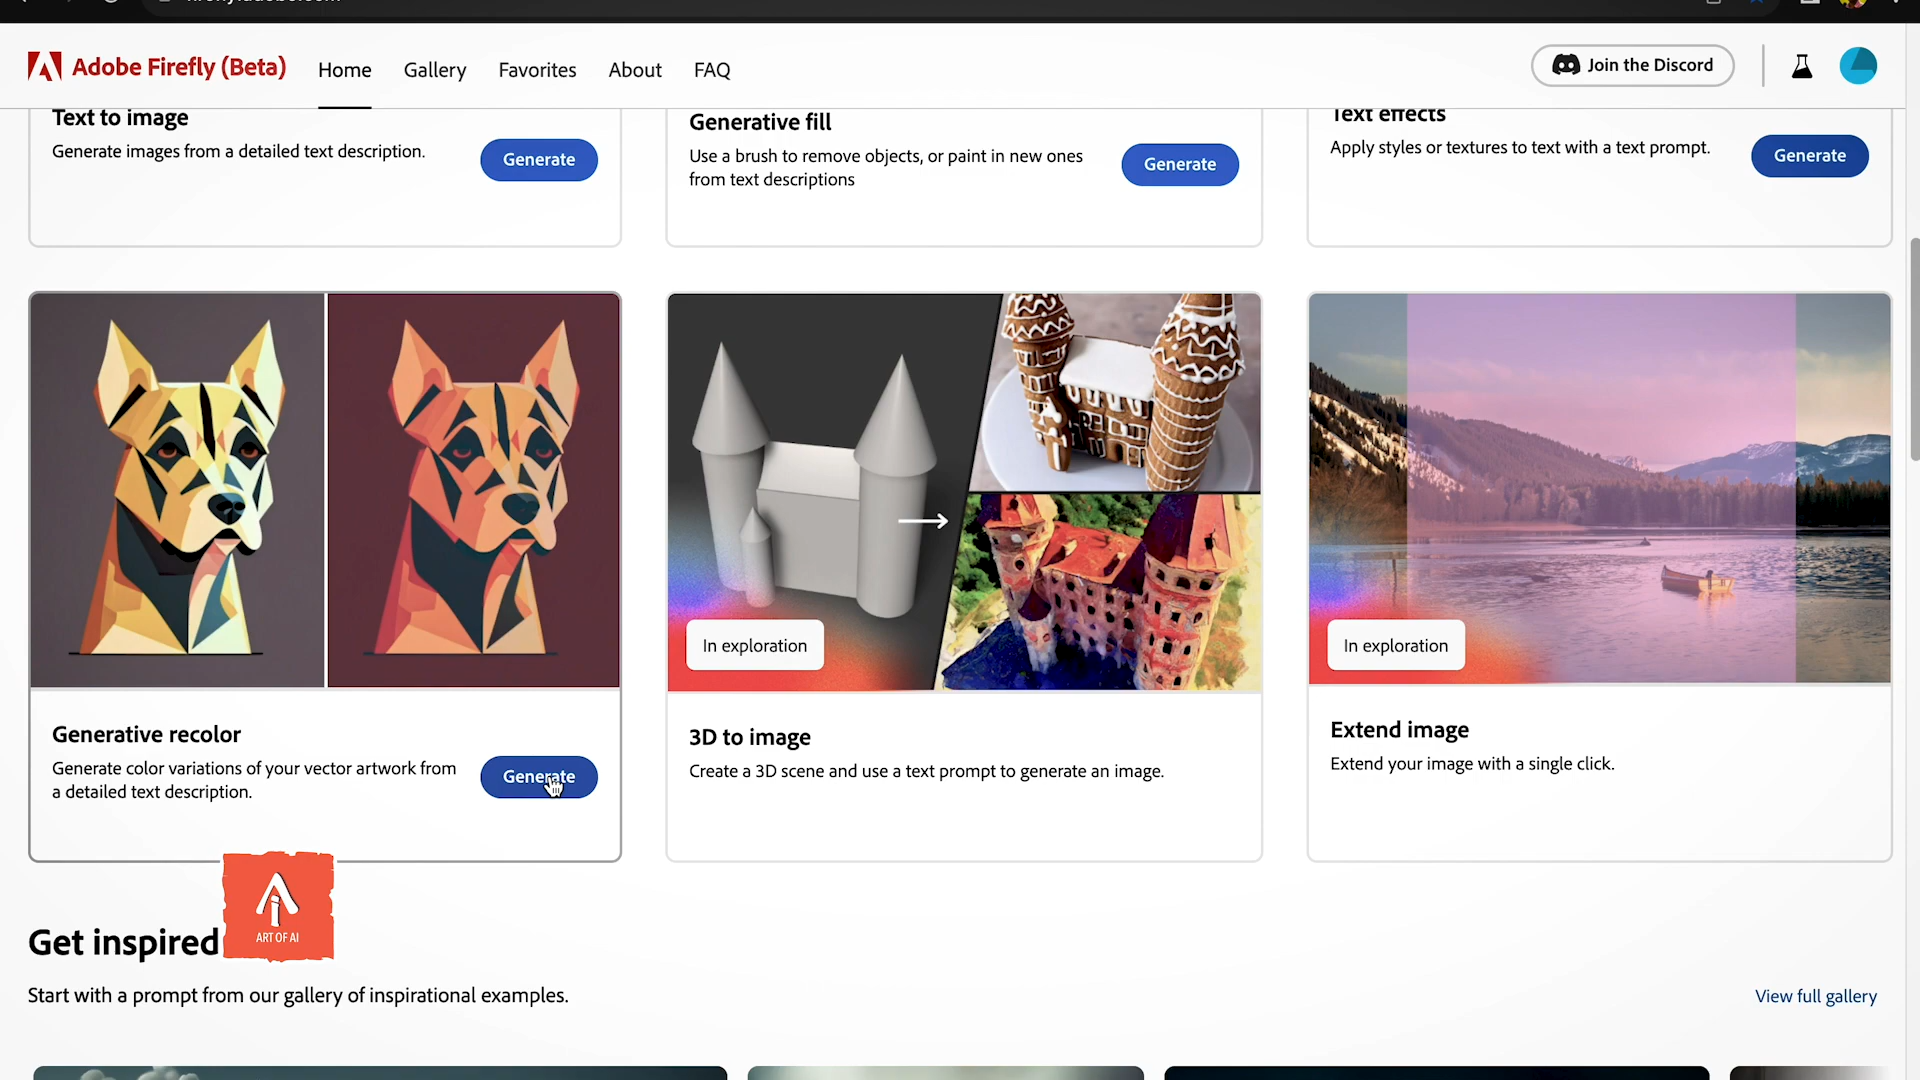 Adobe Firefly (Beta)
Home
Gallery
Favorites
About
FAQ
Join the Discord
Text to image
Generate images from a detailed text description.
Generate
Generative fill
Use a brush to remove objects, or paint in new ones
from text descriptions
Generate
Text effects
Apply styles or textures to text with a text prompt.
Generate
In exploration
In exploration
Generative recolor
Generate color variations of your vector artwork from
a detailed text description.
Generate
3D to image
Create a 3D scene and use a text prompt to generate an image.
Extend image
Extend your image with a single click.
ART OF AI
Get inspired
Start with a prompt from our gallery of inspirational examples.
View full gallery